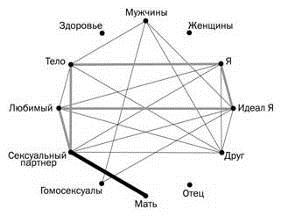 Мужчины
Здоровье
Женщины
Тело
Я
Любимый
Идеал Я
Сексуальный
партнер
Друг
Гомосексуалы
Отец
Мать